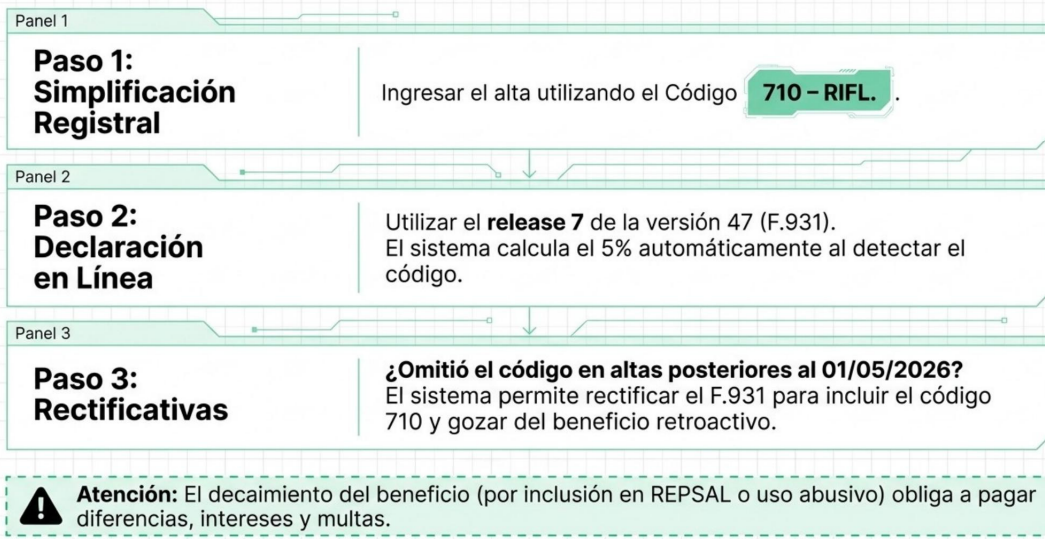 Panel 1
Paso 1:
Simplificación
Registral
Ingresar el alta utilizando el Código 710 – RIFL. .
Panel 2
Paso 2:
Declaración
en Línea
Utilizar el release 7 de la versión 47 (F.931).
El sistema calcula el 5% automáticamente al detectar el
código.
Panel 3
Paso 3:
Rectificativas
¿Omitió el código en altas posteriores al 01/05/2026?
El sistema permite rectificar el F.931 para incluir el código
710 y gozar del beneficio retroactivo.
Atención: El decaimiento del beneficio (por inclusión en REPSAL o uso abusivo) obliga a pagar
diferencias, intereses y multas.